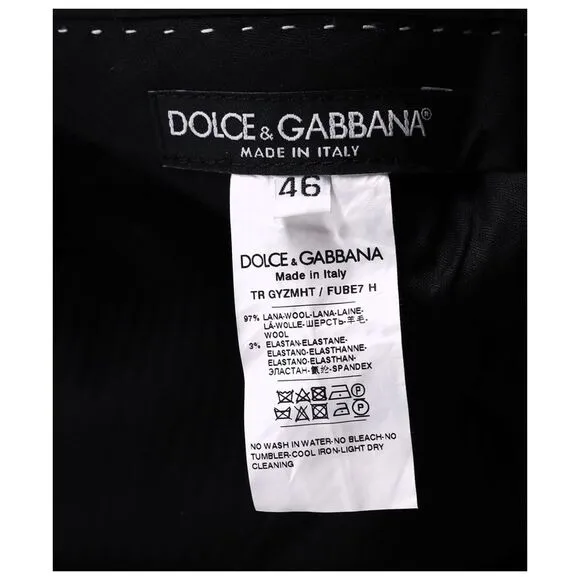 DOLCE & GABBANA®
MADE IN ITALY
46
DOLCE & GABBANA
Made in Italy
TR GYZMHT / FUBE7 H
97% LANA-WOOL-LANA-LAINE-
LÃ-WOLLE-ШЕРСТЬ-羊毛-
WOOL
3% ELASTAN-ELASTANE-
ELASTANO-ELASTHANNE-
ELASTANO-ELASTHAN-
ЭЛАСТАН-氨纶-SPANDEX
P
P
NO WASH IN WATER-NO BLEACH-NO
TUMBLER-COOL IRON-LIGHT DRY
CLEANING